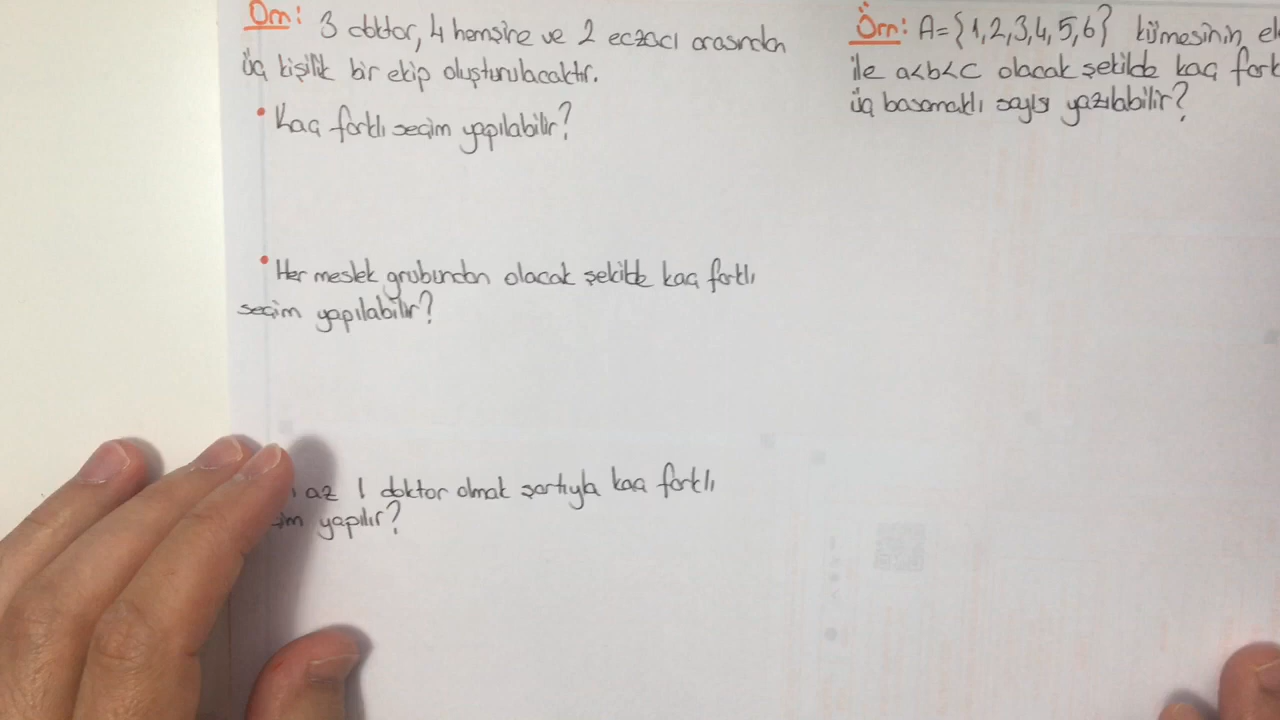 Örn: 3 doktor, 4 hemşire ve 2 eczacı arasından
üç kişilik bir ekip oluşturulacaktır.
• Kaç farklı seçim yapılabilir?
• Her meslek grubundan olacak şekilde kaç farklı
seçim yapılabilir?
az 1 doktor olmak şartıyla kaç farklı
yapılır?
Örn: A={1,2,3,4,5,6} kümesinin
ile a<b<c olacak şekilde kaç
üç basamaklı sayısı yazılabilir?